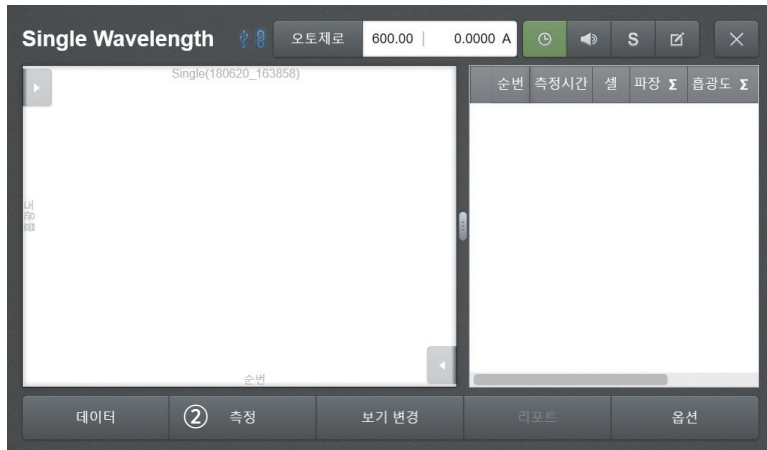 Single Wavelength 오토제로 600.00 0.0000 A S
Single(180620_163858)
순번 측정시간 셀 파장 Σ 흡광도 Σ
흡광도
순번
데이터 ② 측정 보기 변경 리포트 옵션